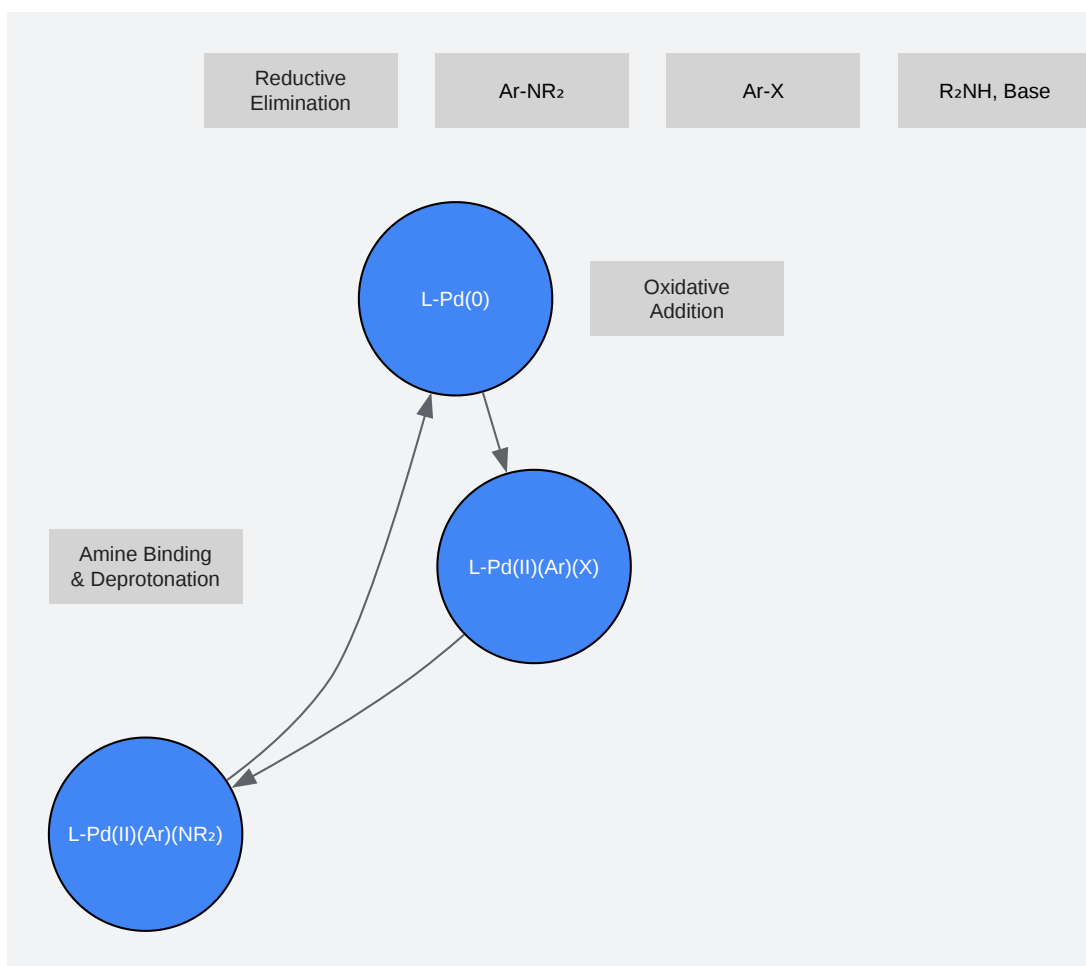 Reductive
Elimination
Ar-NR₂
Ar-X
R₂NH, Base
L-Pd(0)
Oxidative
Addition
Amine Binding
& Deprotonation
L-Pd(II)(Ar)(X)
L-Pd(II)(Ar)(NR₂)